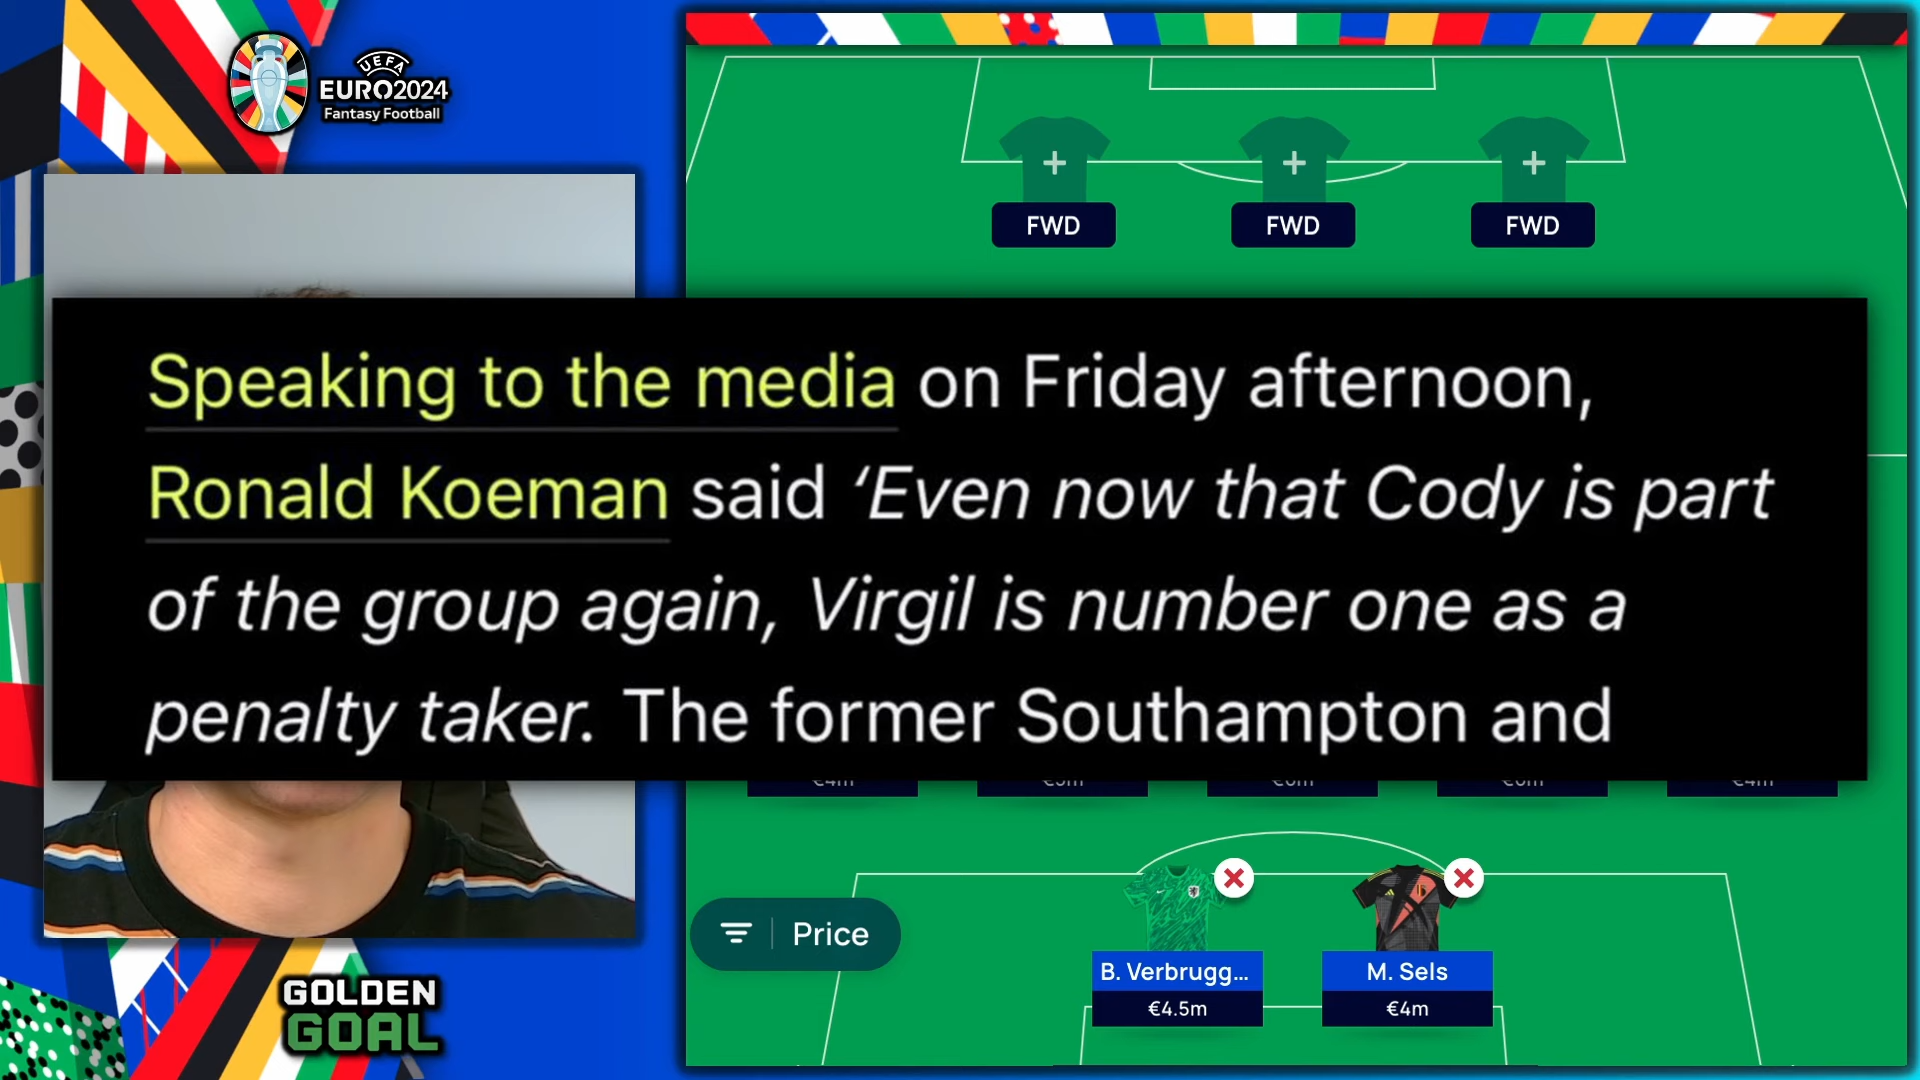 UEFA
EURO2024
Fantasy Football
FWD
FWD
FWD
Speaking to the media on Friday afternoon,
Ronald Koeman said ‘Even now that Cody is part
of the group again, Virgil is number one as a
penalty taker. The former Southampton and
Price
B. Verbrugg...
€4.5m
M. Sels
€4m
GOLDEN
GOAL